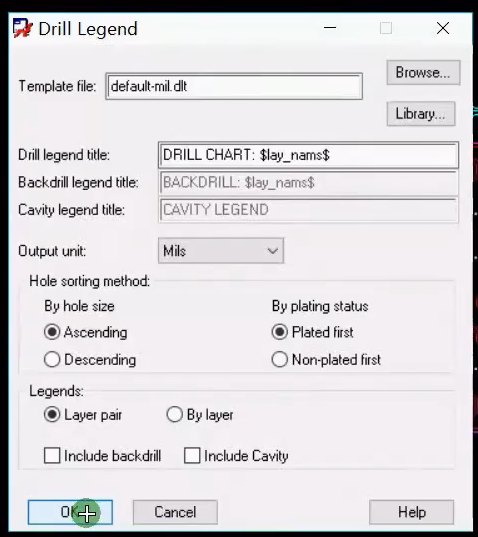 Drill Legend
Template file: default-mil.dlt Browse...
Library...
Drill legend title: DRILL CHART: $lay_nams$
Backdrill legend title: BACKDRILL: $lay_nams$
Cavity legend title: CAVITY LEGEND
Output unit: Mils
Hole sorting method:
By hole size By plating status
Ascending Plated first
Descending Non-plated first
Legends:
Layer pair By layer
Include backdrill Include Cavity
OK Cancel Help